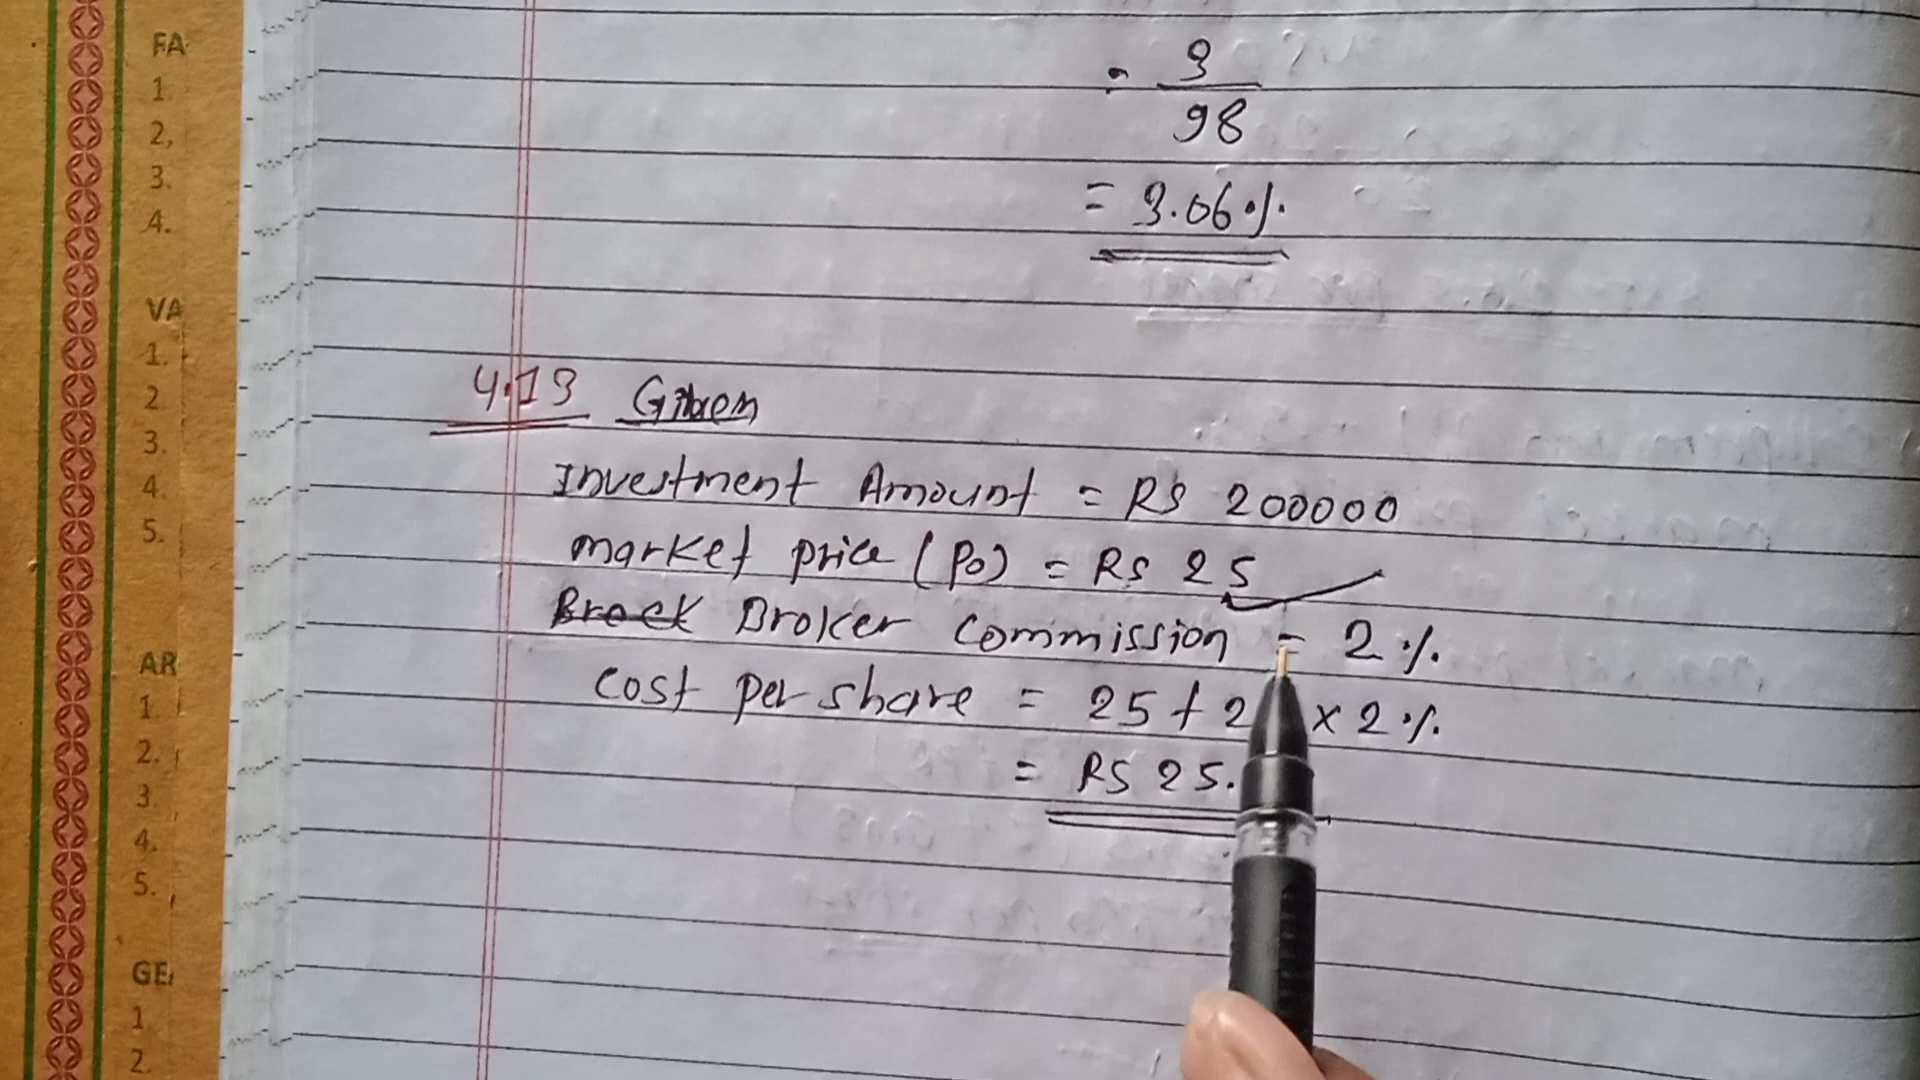 FA
1.
2,
3.
4.
VA
1.
2
3.
4.
5.
AR
1.
2.
3.
4.
5.
GE
1
2.
= 3
98
= 3.06%
4.13 Given
Investment Amount = RS 200000
market price (P0) = RS 25
Brock Broker commission = 2%
cost per share = 25 + 2 x 2%
= RS 25.